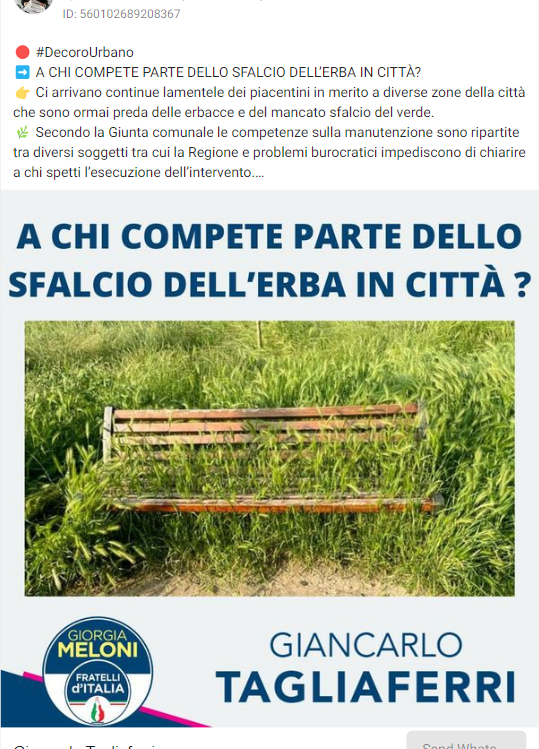 ID: 560102689208367
🔴 #DecoroUrbano
➡️ A CHI COMPETE PARTE DELLO SFALCIO DELL'ERBA IN CITTÀ?
👉 Ci arrivano continue lamentele dei piacentini in merito a diverse zone della città
che sono ormai preda delle erbacce e del mancato sfalcio del verde.
🌿 Secondo la Giunta comunale le competenze sulla manutenzione sono ripartite
tra diversi soggetti tra cui la Regione e problemi burocratici impediscono di chiarire
a chi spetti l'esecuzione dell'intervento....
A CHI COMPETE PARTE DELLO
SFALCIO DELL'ERBA IN CITTÀ ?
GIORGIA
MELONI
FRATELLI
d'ITALIA
GIANCARLO
TAGLIAFERRI